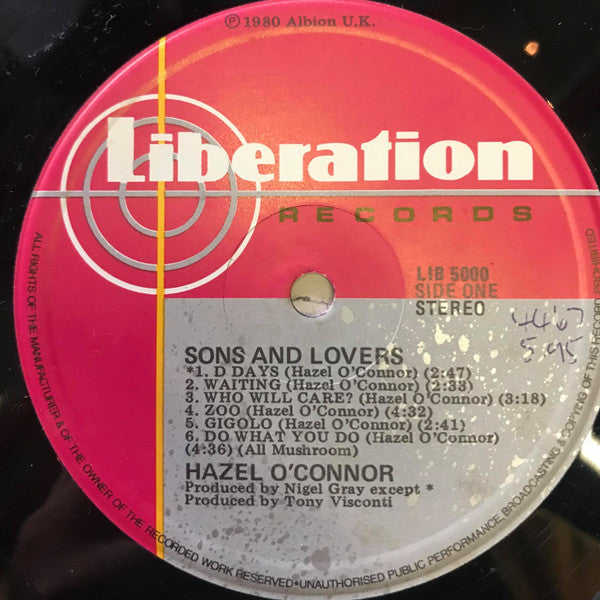 ℗ 1980 Albion U.K.
Liberation
RECORDS
LIB 5000
SIDE ONE
STEREO
4467
5.95
SONS AND LOVERS
*1. D DAYS (Hazel O'Connor) (2:47)
2. WAITING (Hazel O'Connor) (2:33)
3. WHO WILL CARE? (Hazel O'Connor) (3:18)
4. ZOO (Hazel O'Connor) (4:32)
5. GIGOLO (Hazel O'Connor) (2:41)
6. DO WHAT YOU DO (Hazel O'Connor)
(4:36) (All Mushroom)
HAZEL O'CONNOR
Produced by Nigel Gray except *
Produced by Tony Visconti
ALL RIGHTS OF THE MANUFACTURER & OF THE OWNER OF THE RECORDED WORK RESERVED•UNAUTHORISED PUBLIC PERFORMANCE, BROADCASTING & COPYING OF THIS RECORD PROHIBITED